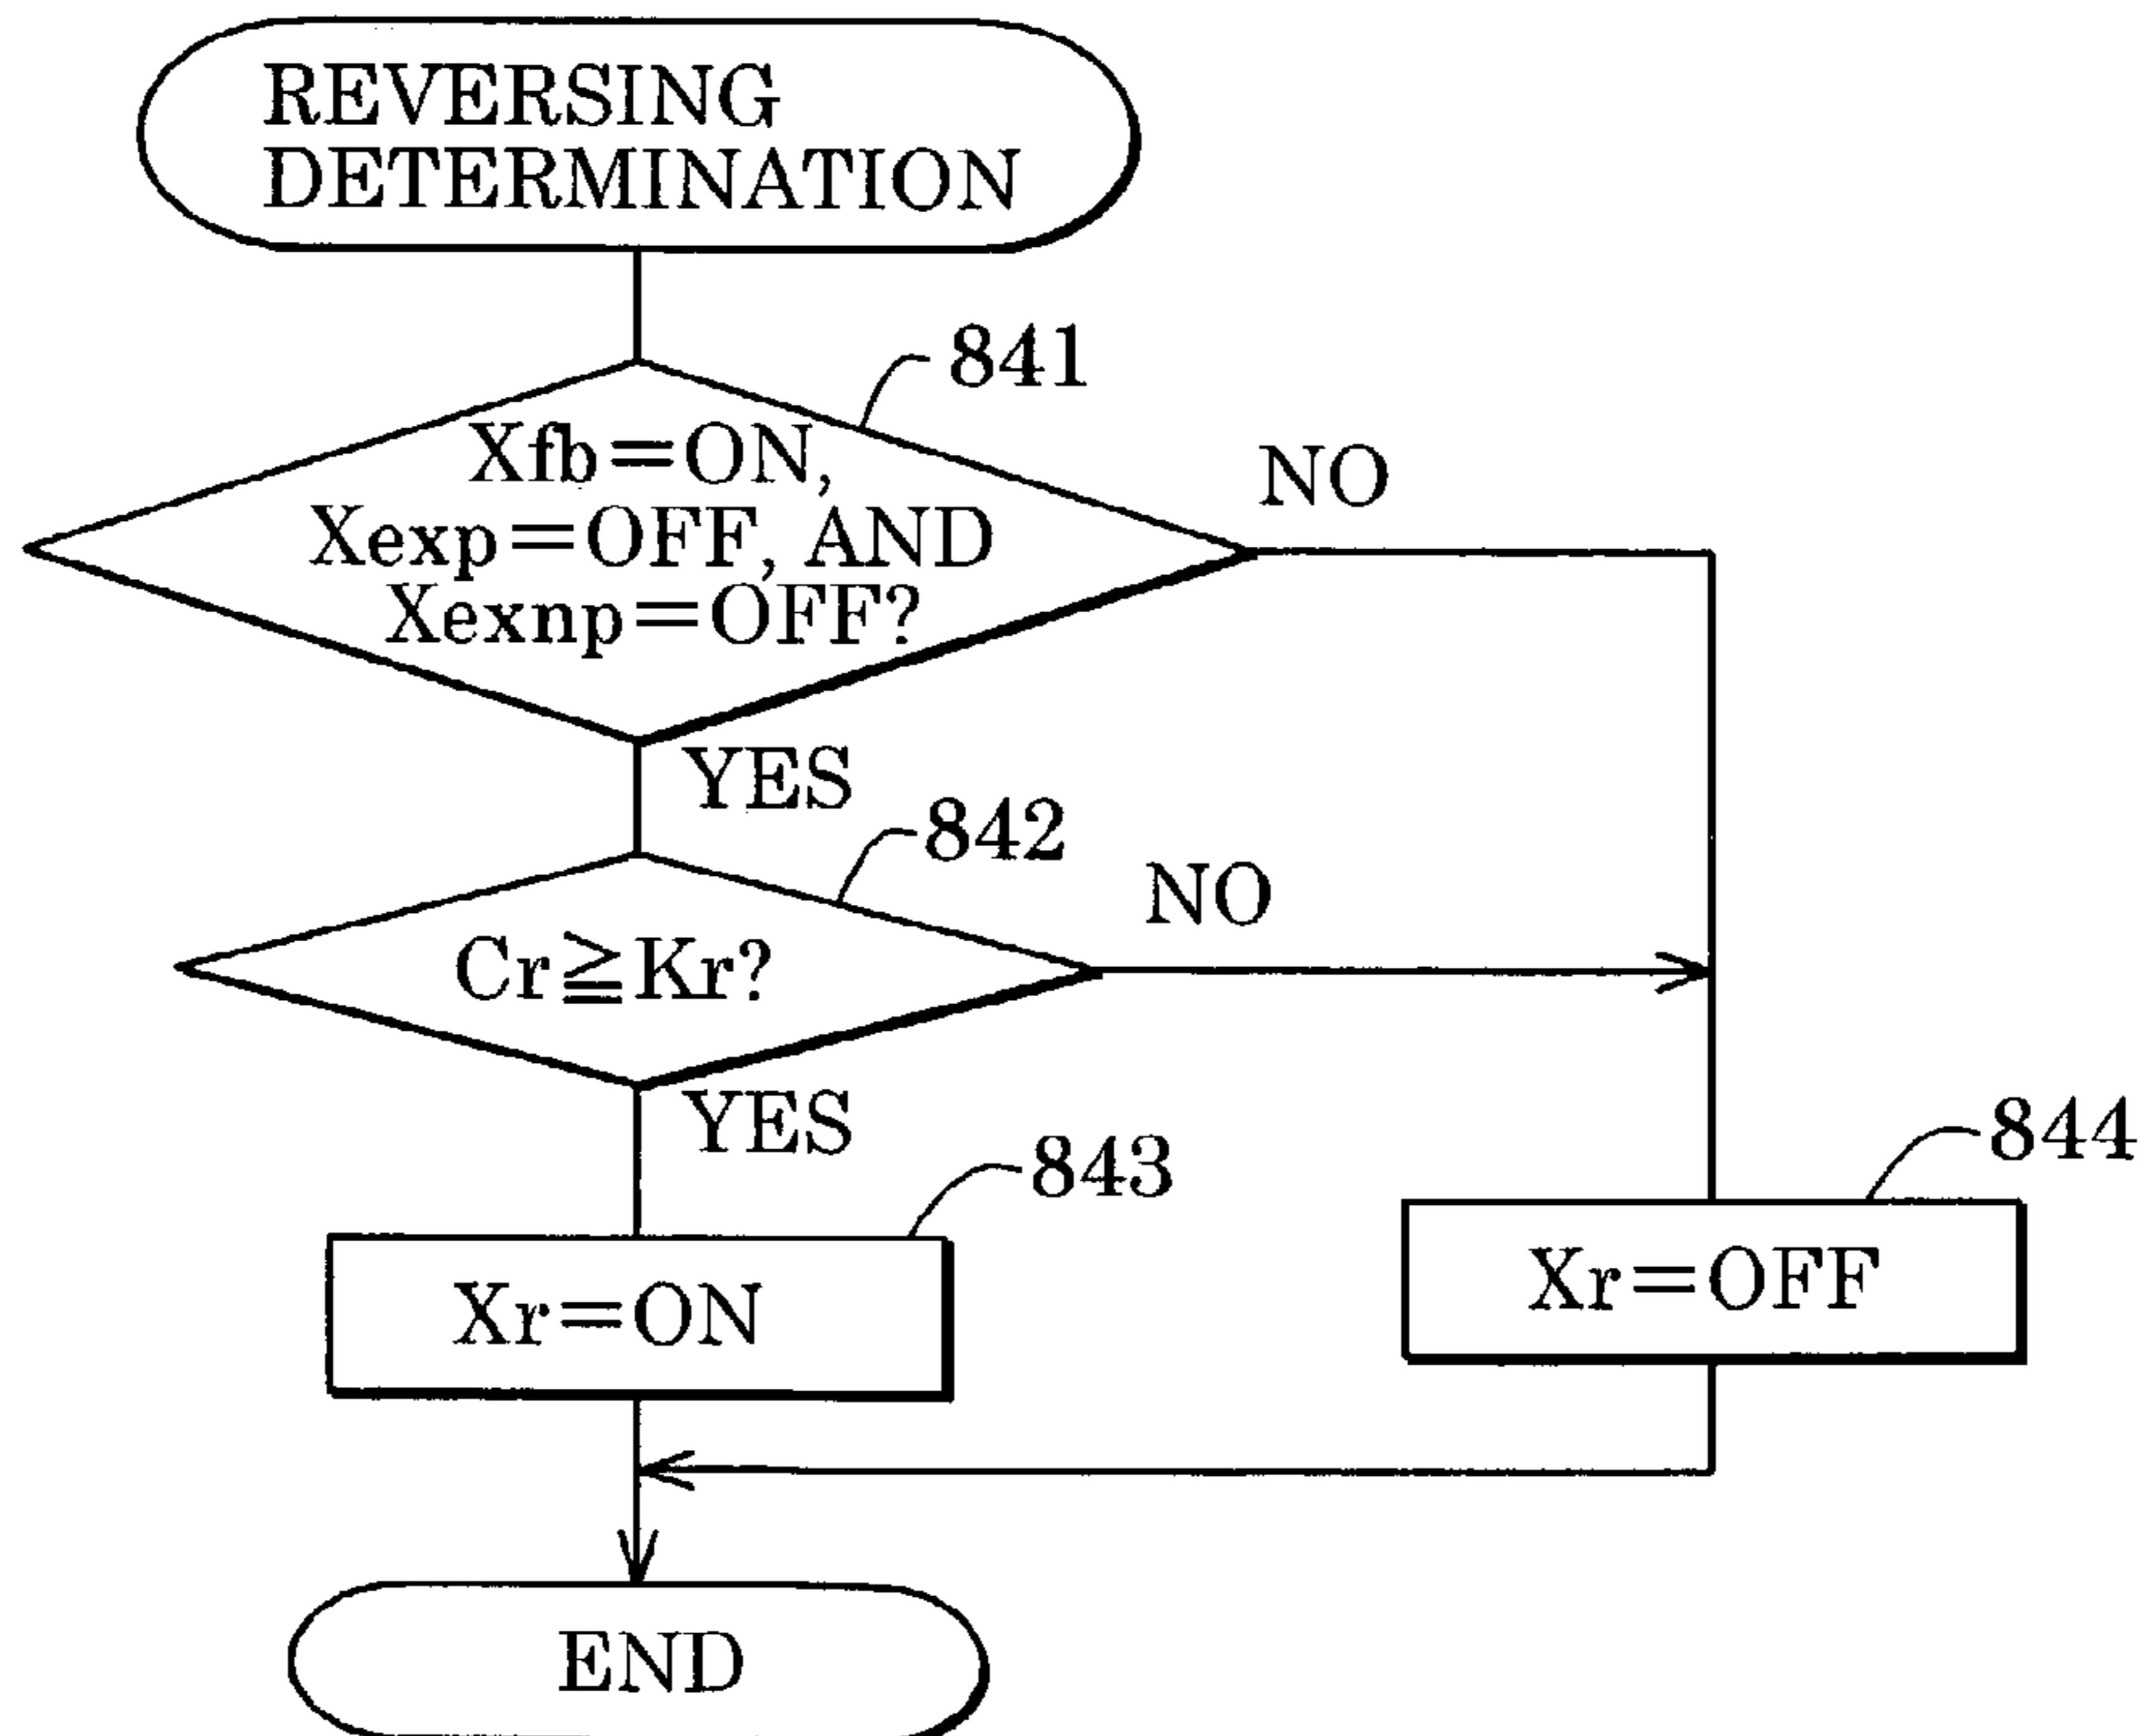 REVERSING
DETERMINATION
841
Xfb=ON,
Xexp=OFF, AND
Xexnp=OFF?
NO
YES
842
Cr≧Kr?
NO
YES
843
Xr=ON
844
Xr=OFF
END